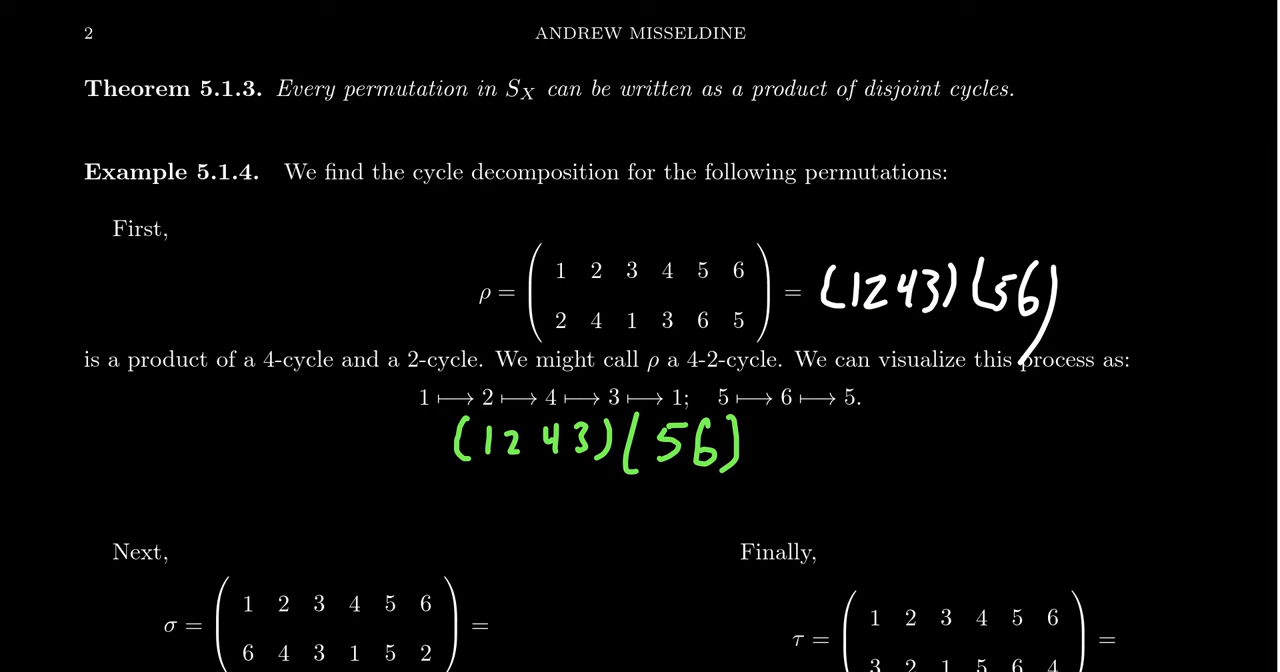 2 ANDREW MISSELDINE
Theorem 5.1.3. Every permutation in S_X can be written as a product of disjoint cycles.
Example 5.1.4. We find the cycle decomposition for the following permutations:
First,
ρ = ( 1 2 3 4 5 6
2 4 1 3 6 5 ) = (1243)(56)
is a product of a 4-cycle and a 2-cycle. We might call ρ a 4-2-cycle. We can visualize this process as:
1 ⟼ 2 ⟼ 4 ⟼ 3 ⟼ 1; 5 ⟼ 6 ⟼ 5.
(1243)(56)
Next,
σ = ( 1 2 3 4 5 6
6 4 3 1 5 2 ) =
Finally,
τ = ( 1 2 3 4 5 6
3 2 1 5 6 4 ) =